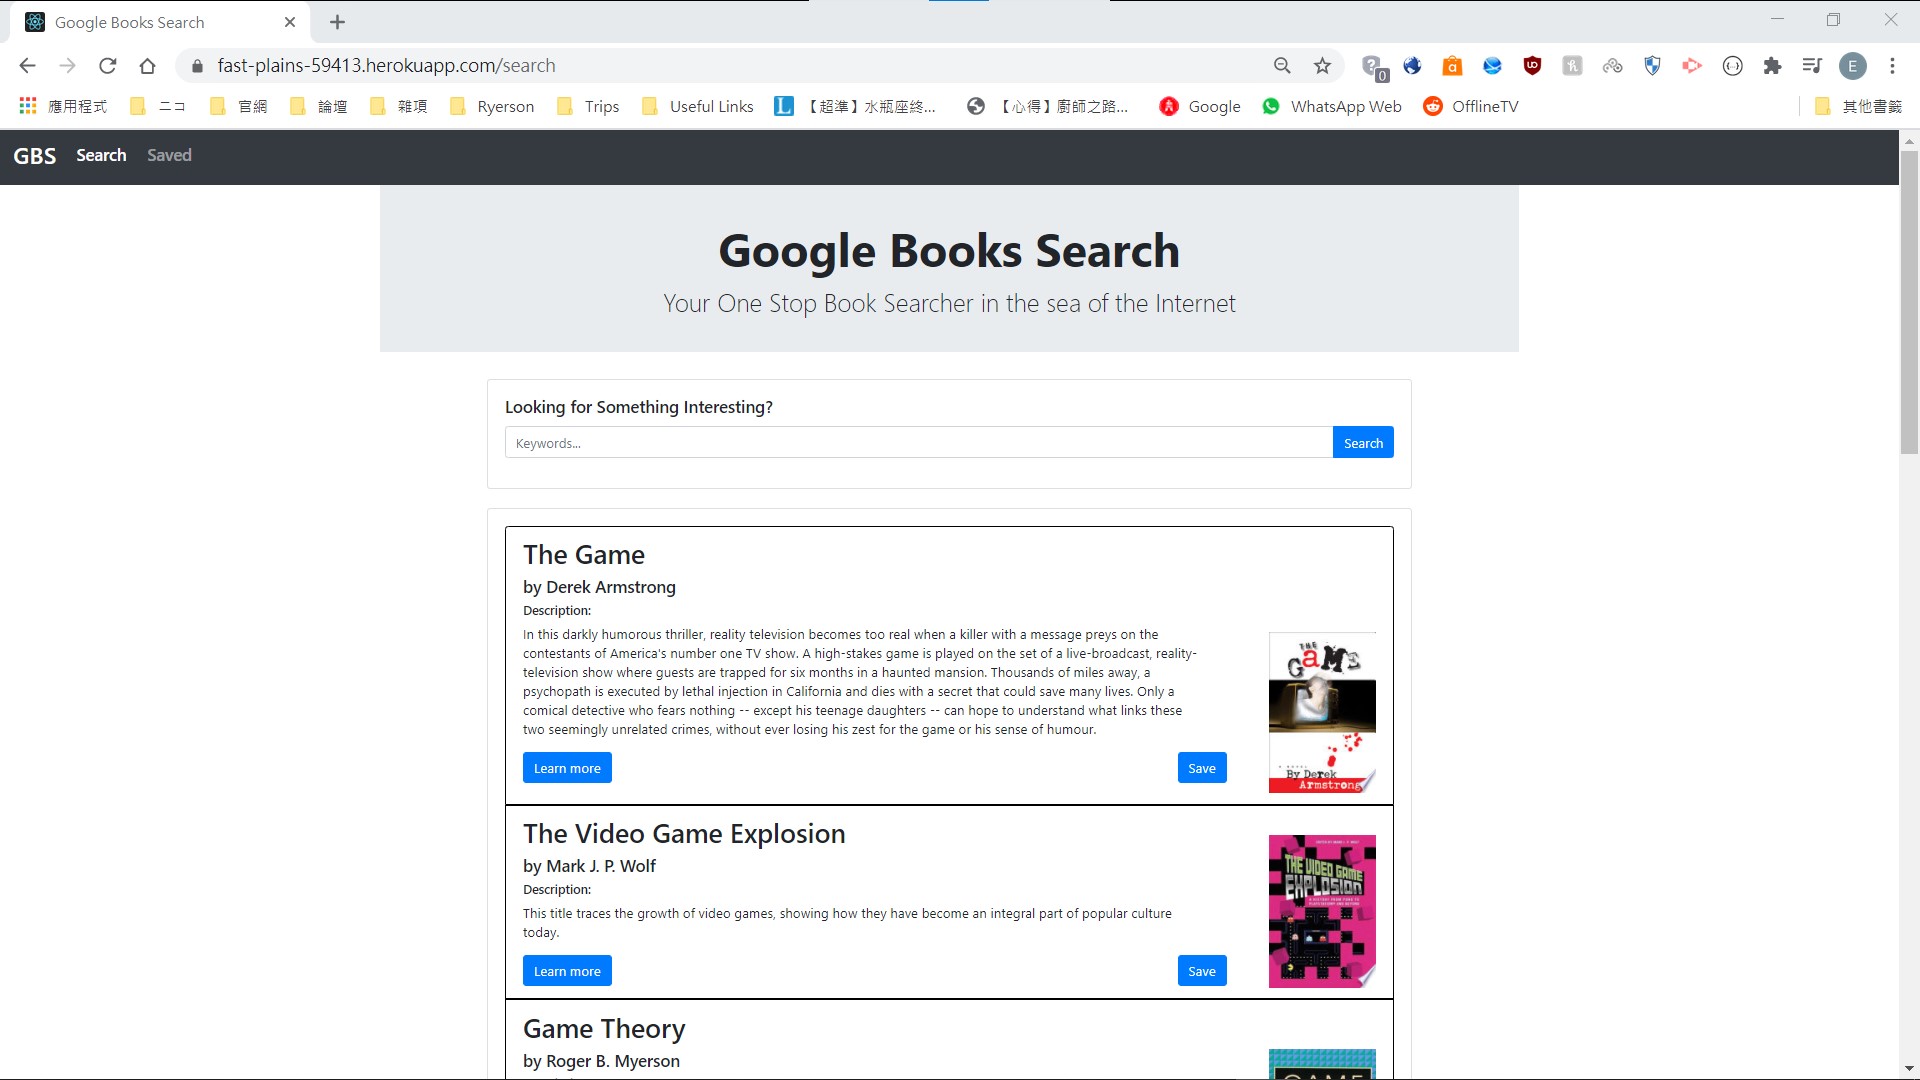 Google Books Search
fast-plains-59413.herokuapp.com/search
0
E
應用程式
ニコ
官網
論壇
雜項
Ryerson
Trips
Useful Links
【超準】水瓶座終...
【心得】廚師之路...
Google
WhatsApp Web
OfflineTV
其他書籤
GBS Search Saved
Google Books Search
Your One Stop Book Searcher in the sea of the Internet
Looking for Something Interesting?
Keywords...
Search
The Game
by Derek Armstrong
Description:
In this darkly humorous thriller, reality television becomes too real when a killer with a message preys on the
contestants of America's number one TV show. A high-stakes game is played on the set of a live-broadcast, reality-
television show where guests are trapped for six months in a haunted mansion. Thousands of miles away, a
psychopath is executed by lethal injection in California and dies with a secret that could save many lives. Only a
comical detective who fears nothing -- except his teenage daughters -- can hope to understand what links these
two seemingly unrelated crimes, without ever losing his zest for the game or his sense of humour.
Learn more
Save
THE
GAME
A NOVEL
By Derek
Armstrong
The Video Game Explosion
by Mark J. P. Wolf
Description:
This title traces the growth of video games, showing how they have become an integral part of popular culture
today.
Learn more
Save
THE VIDEO GAME
EXPLOSION
Game Theory
by Roger B. Myerson
GAME